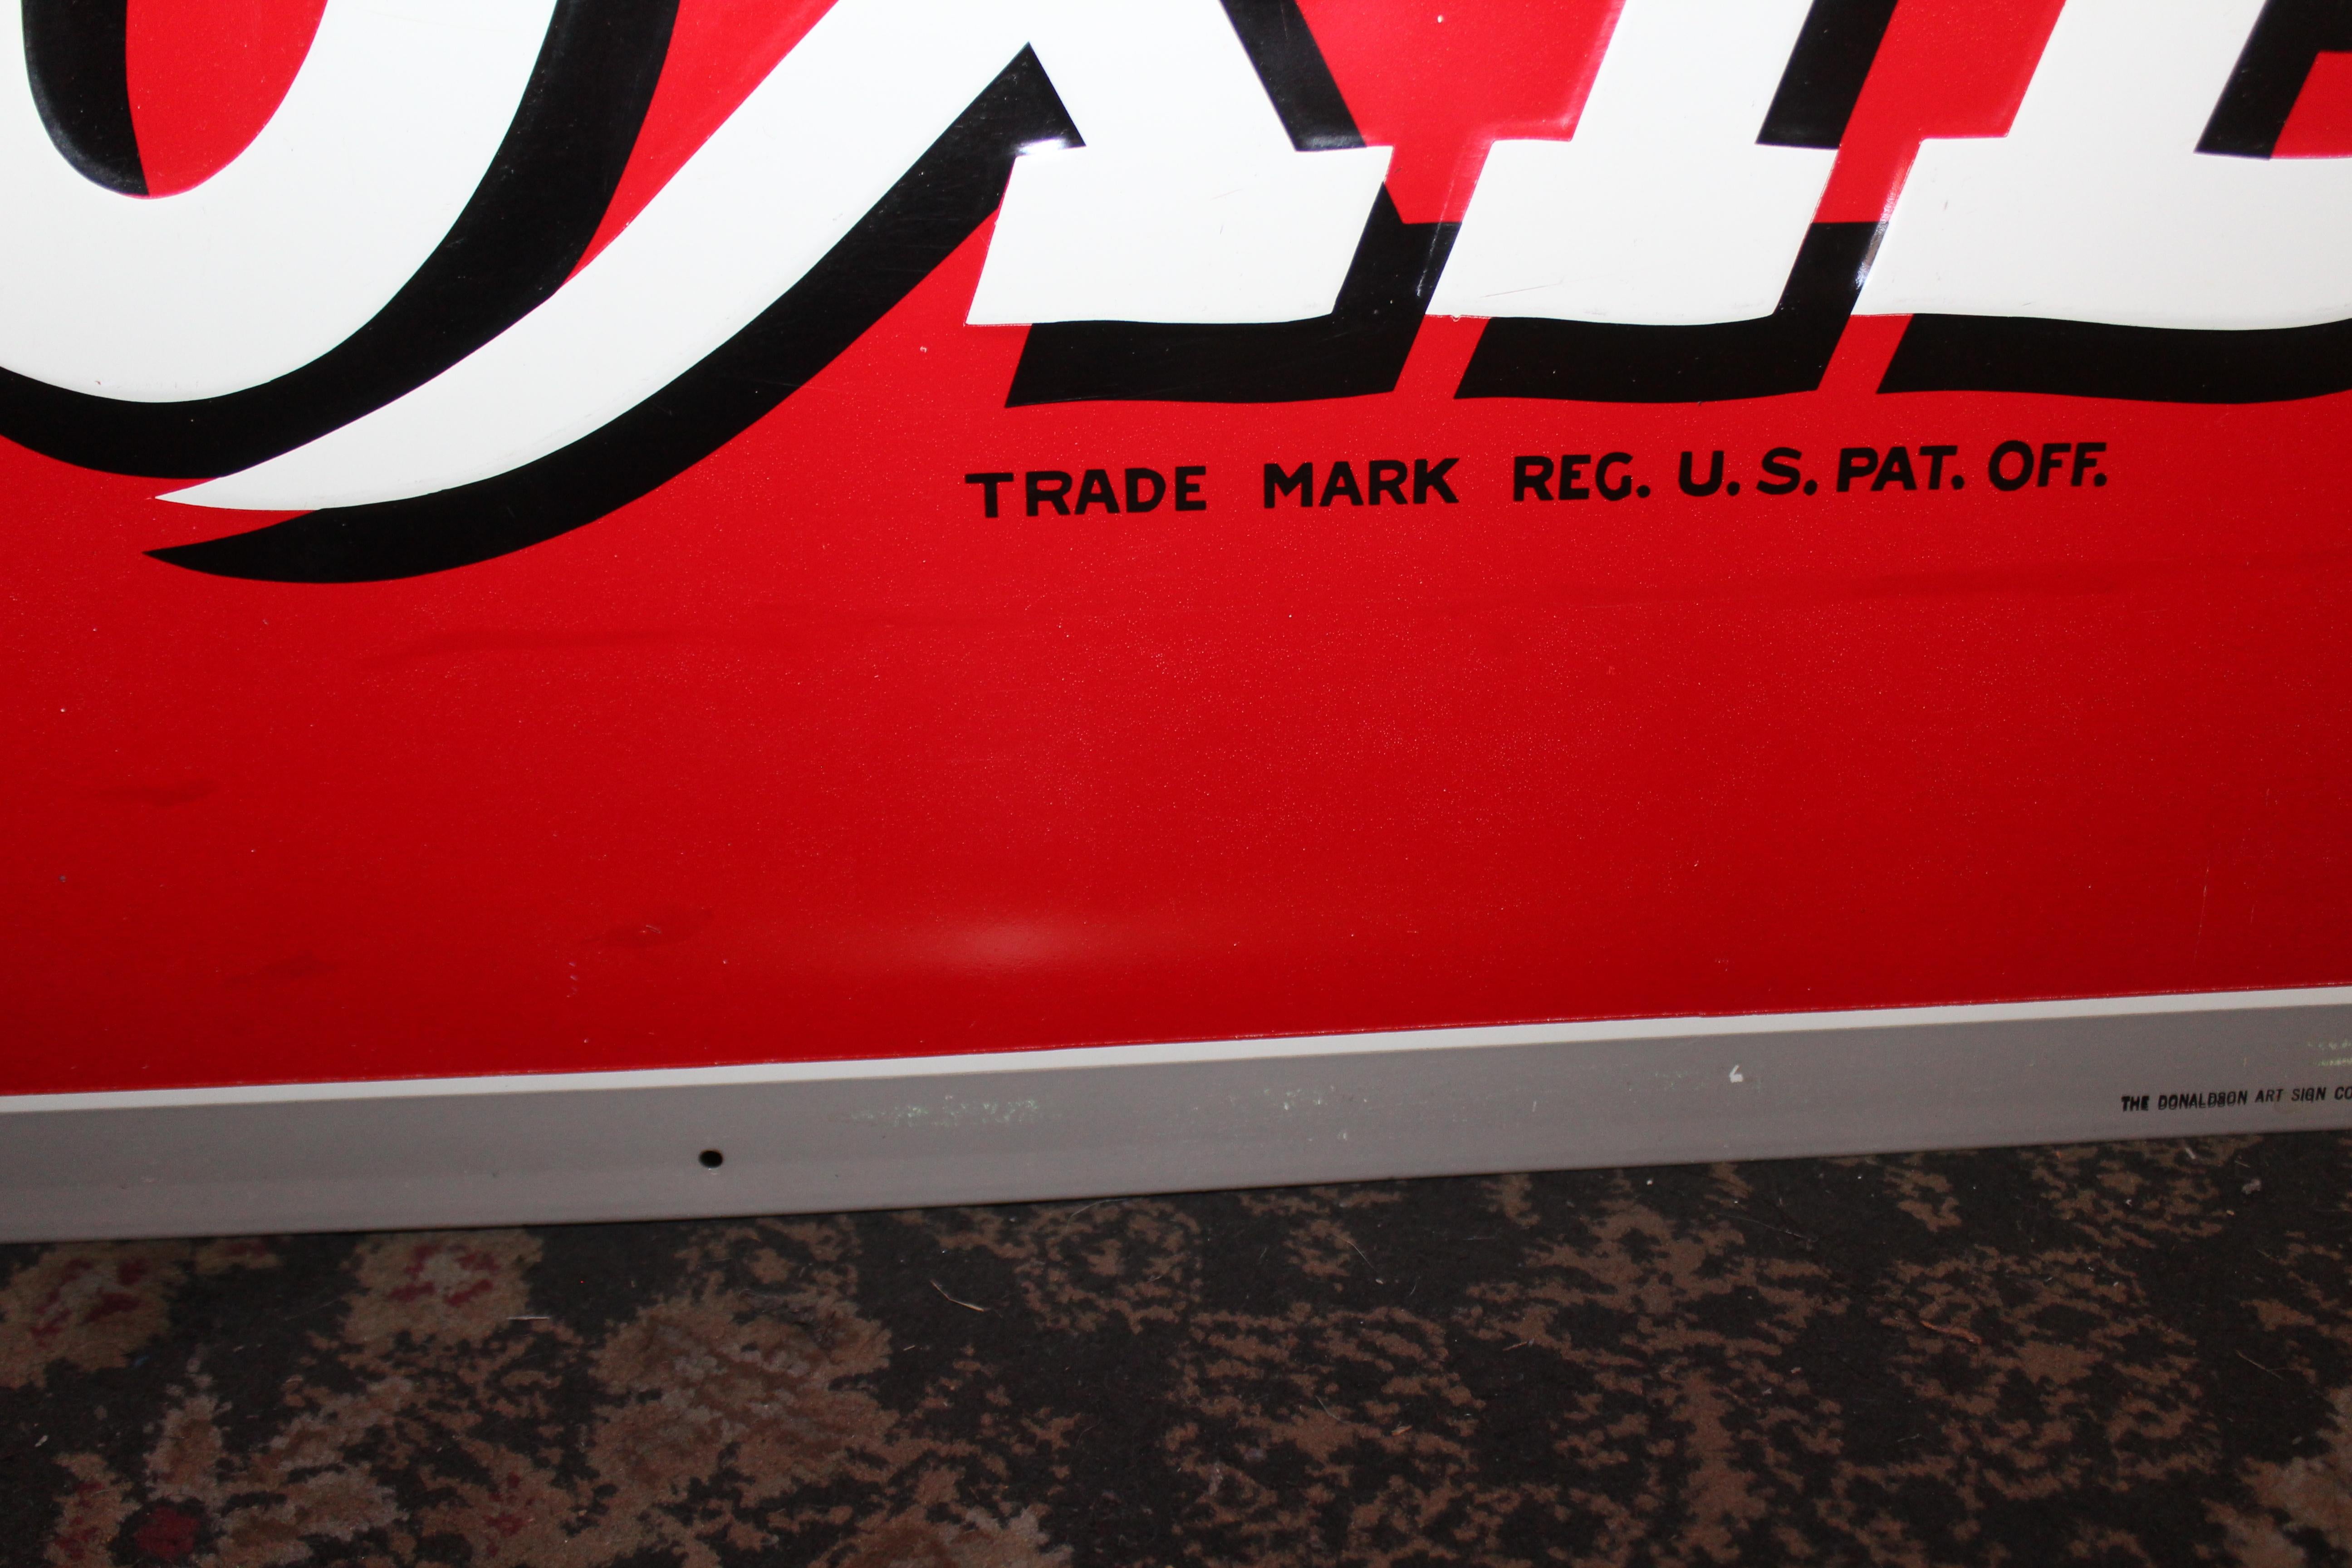 TRADE MARK REG. U.S. PAT. OFF.
THE DONALDSON ART SIGN CO